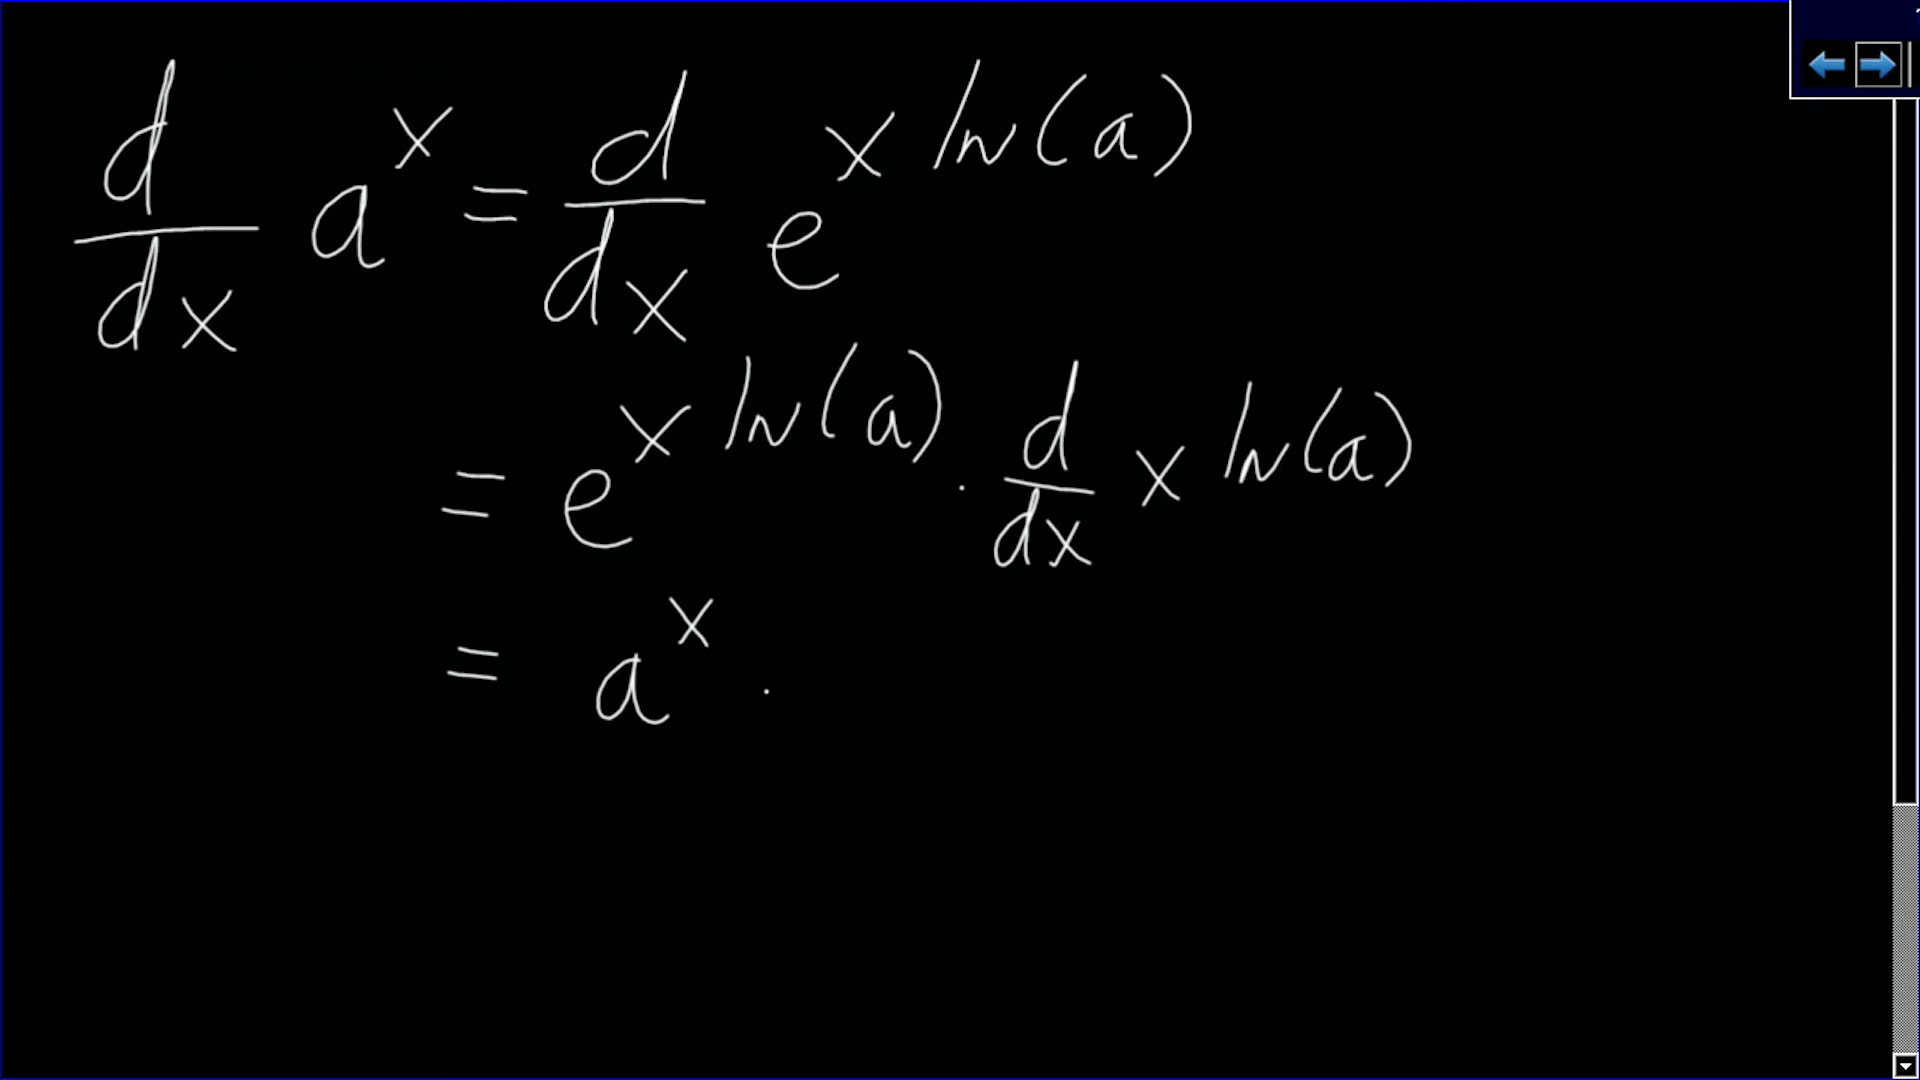 d/dx a^x = d/dx e^{x ln(a)}
= e^{x ln(a)} · d/dx x ln(a)
= a^x ·